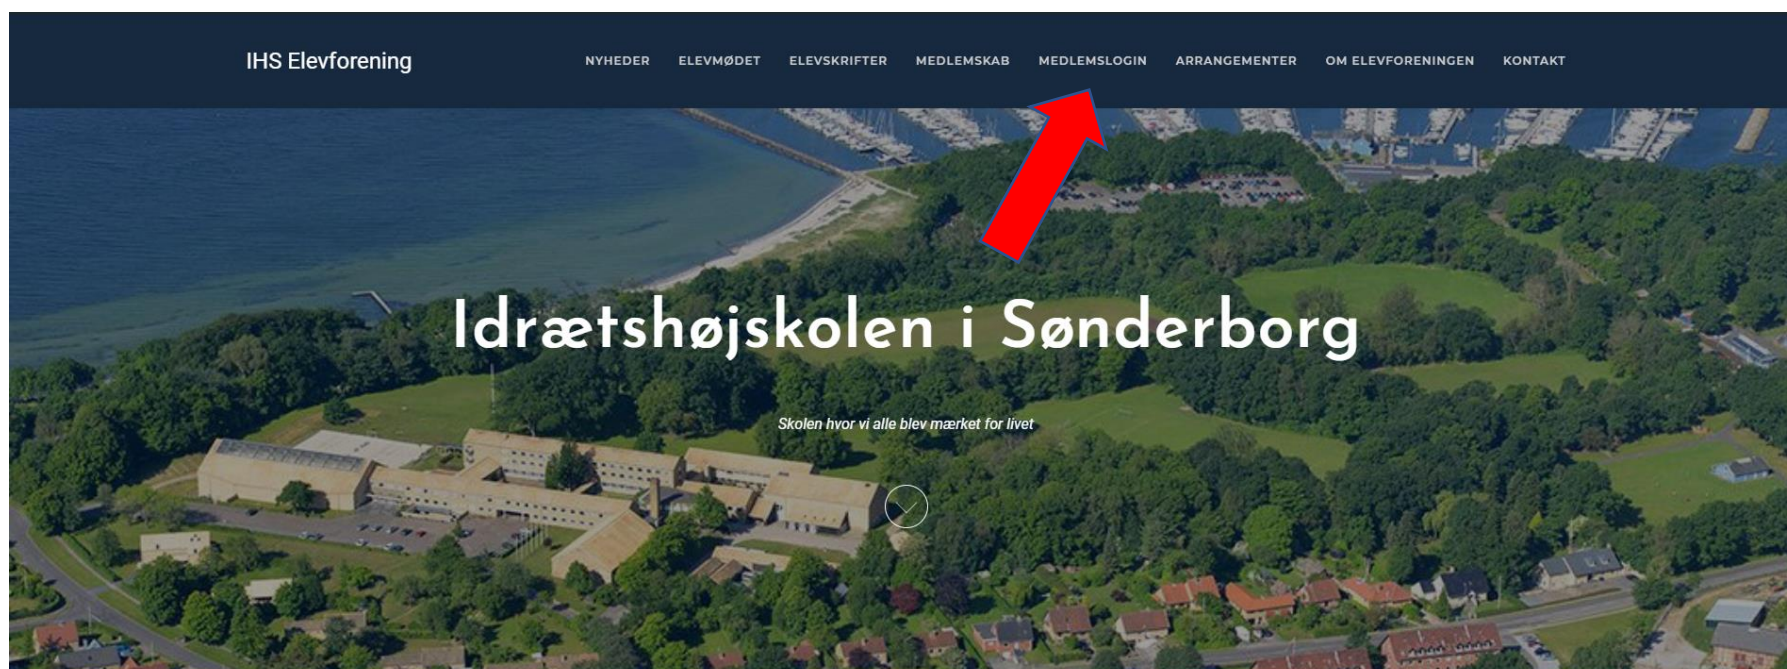 IHS Elevforening
NYHEDER ELEVMØDET ELEVSKRIFTER MEDLEMSKAB MEDLEMSLOGIN ARRANGEMENTER OM ELEVFORENINGEN KONTAKT
Idrætshøjskolen i Sønderborg
Skolen hvor vi alle blev mærket for livet